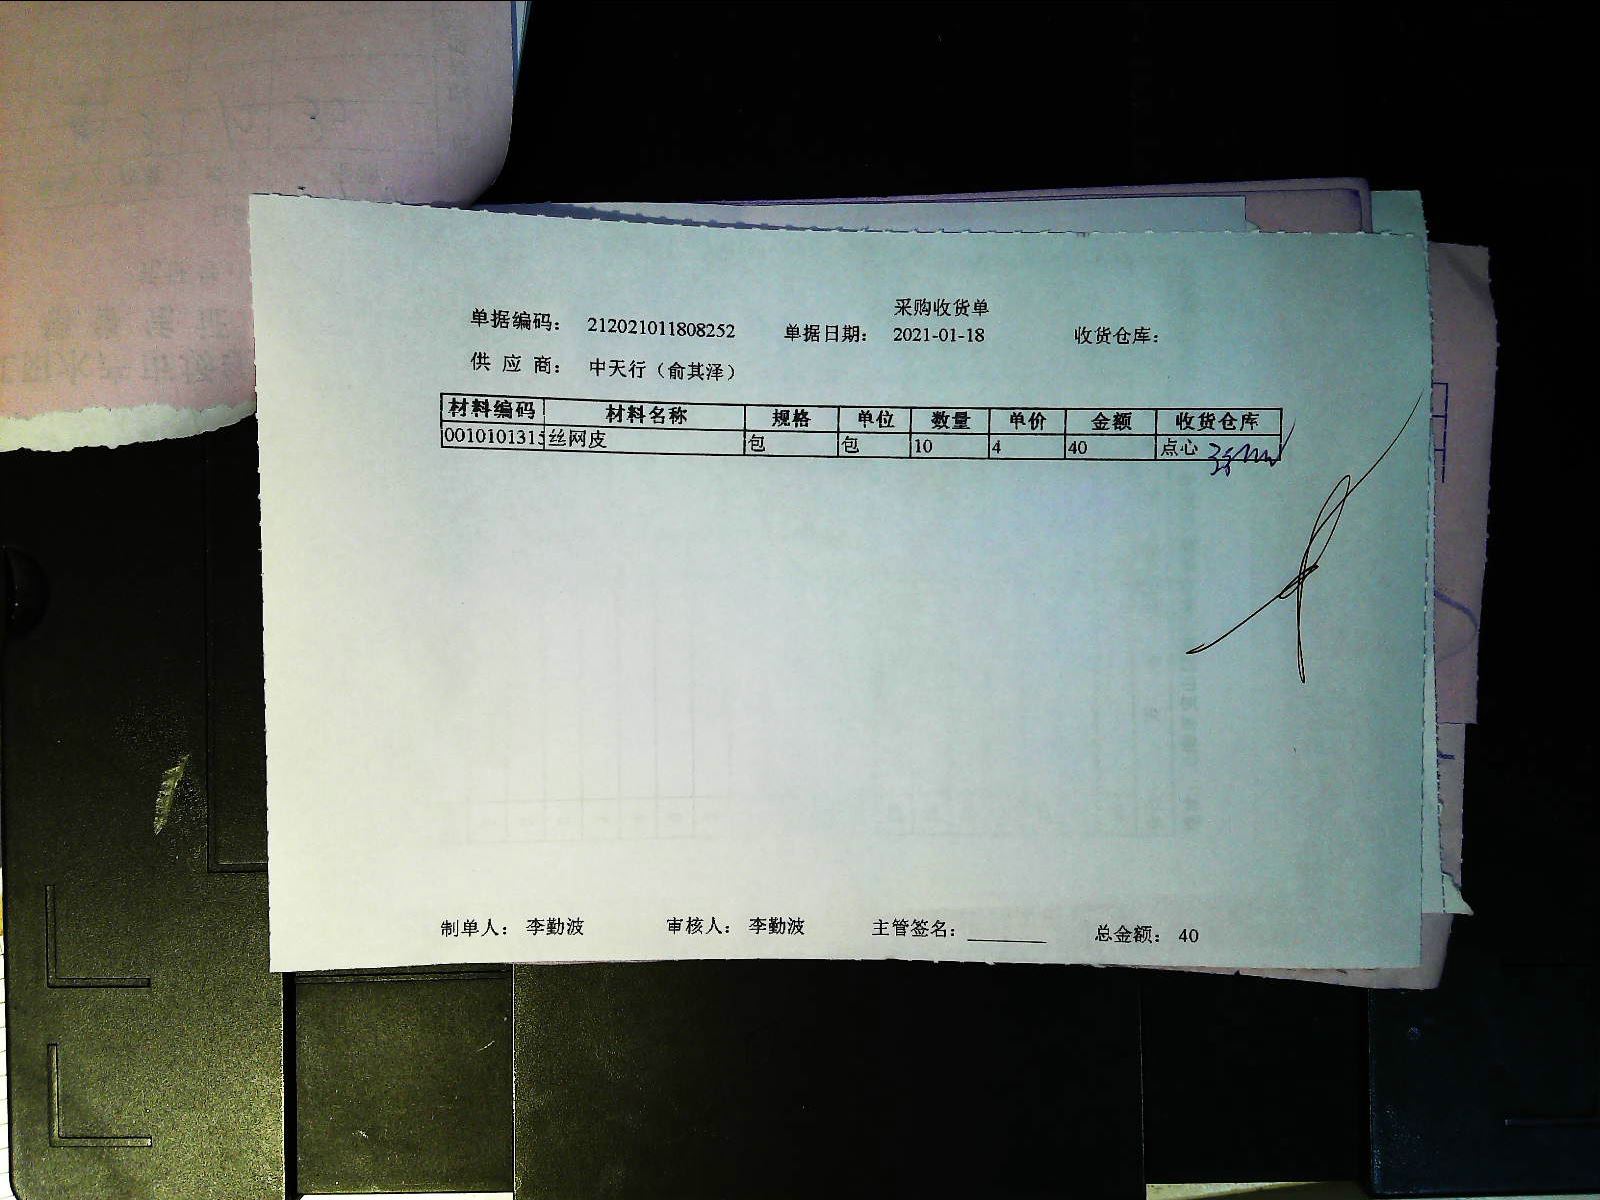 采购收货单
单据编码： 212021011808252 单据日期： 2021-01-18 收货仓库：
供 应 商： 中天行（俞其泽）
材料编码 材料名称 规格 单位 数量 单价 金额 收货仓库
0010101315 丝网皮 包 包 10 4 40 点心
制单人： 李勤波 审核人： 李勤波 主管签名：________ 总金额： 40